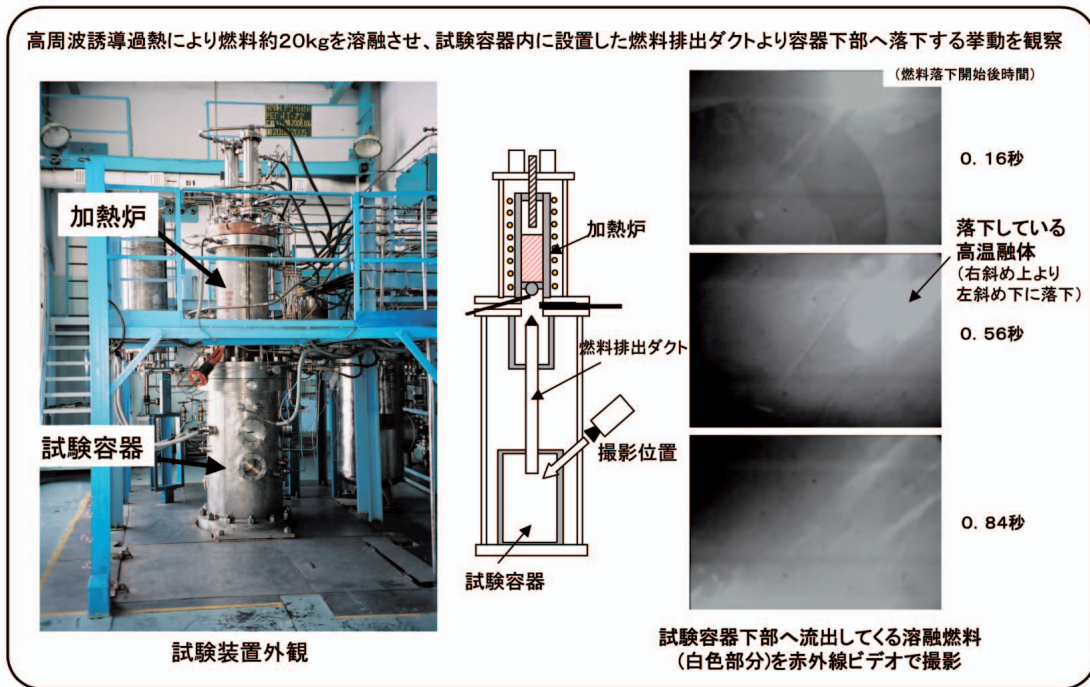 高周波誘導過熱により燃料約20kgを溶融させ、試験容器内に設置した燃料排出ダクトより容器下部へ落下する挙動を観察
(燃料落下開始後時間)
0.16秒
加熱炉
加熱炉
落下している
高温融体
(右斜め上より
左斜め下に落下)
0.56秒
燃料排出ダクト
撮影位置
試験容器
0.84秒
試験容器
試験装置外観
試験容器下部へ流出してくる溶融燃料
(白色部分)を赤外線ビデオで撮影